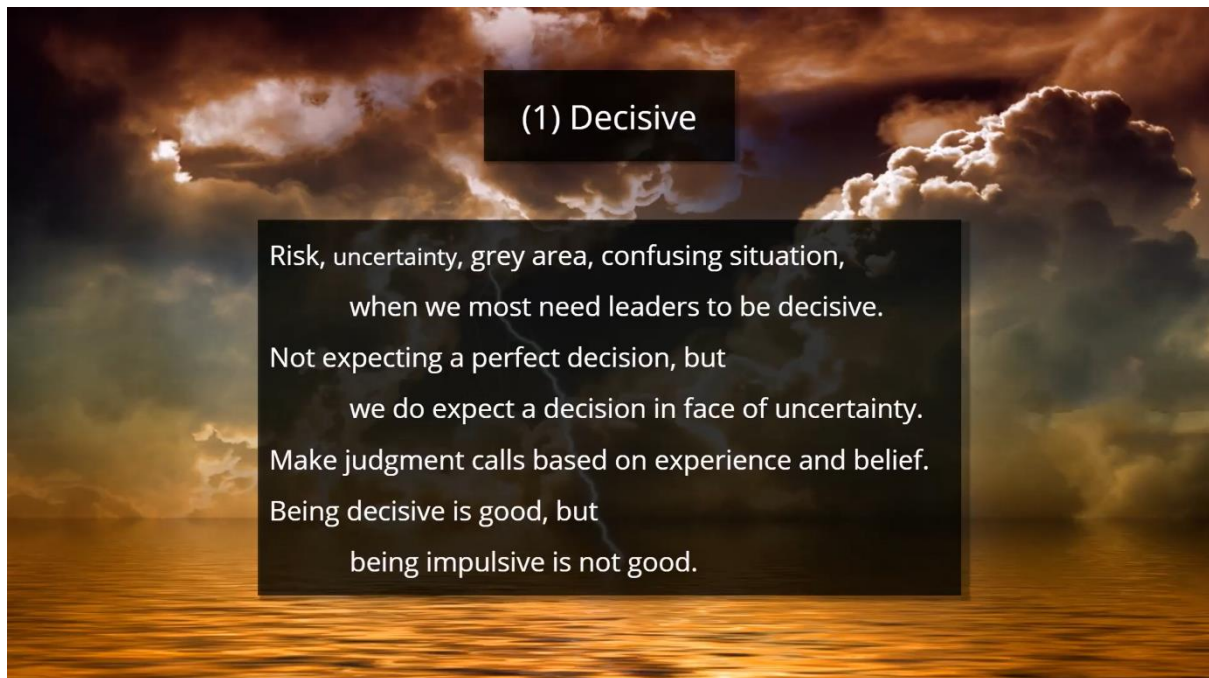 (1) Decisive
Risk, uncertainty, grey area, confusing situation,
when we most need leaders to be decisive.
Not expecting a perfect decision, but
we do expect a decision in face of uncertainty.
Make judgment calls based on experience and belief.
Being decisive is good, but
being impulsive is not good.